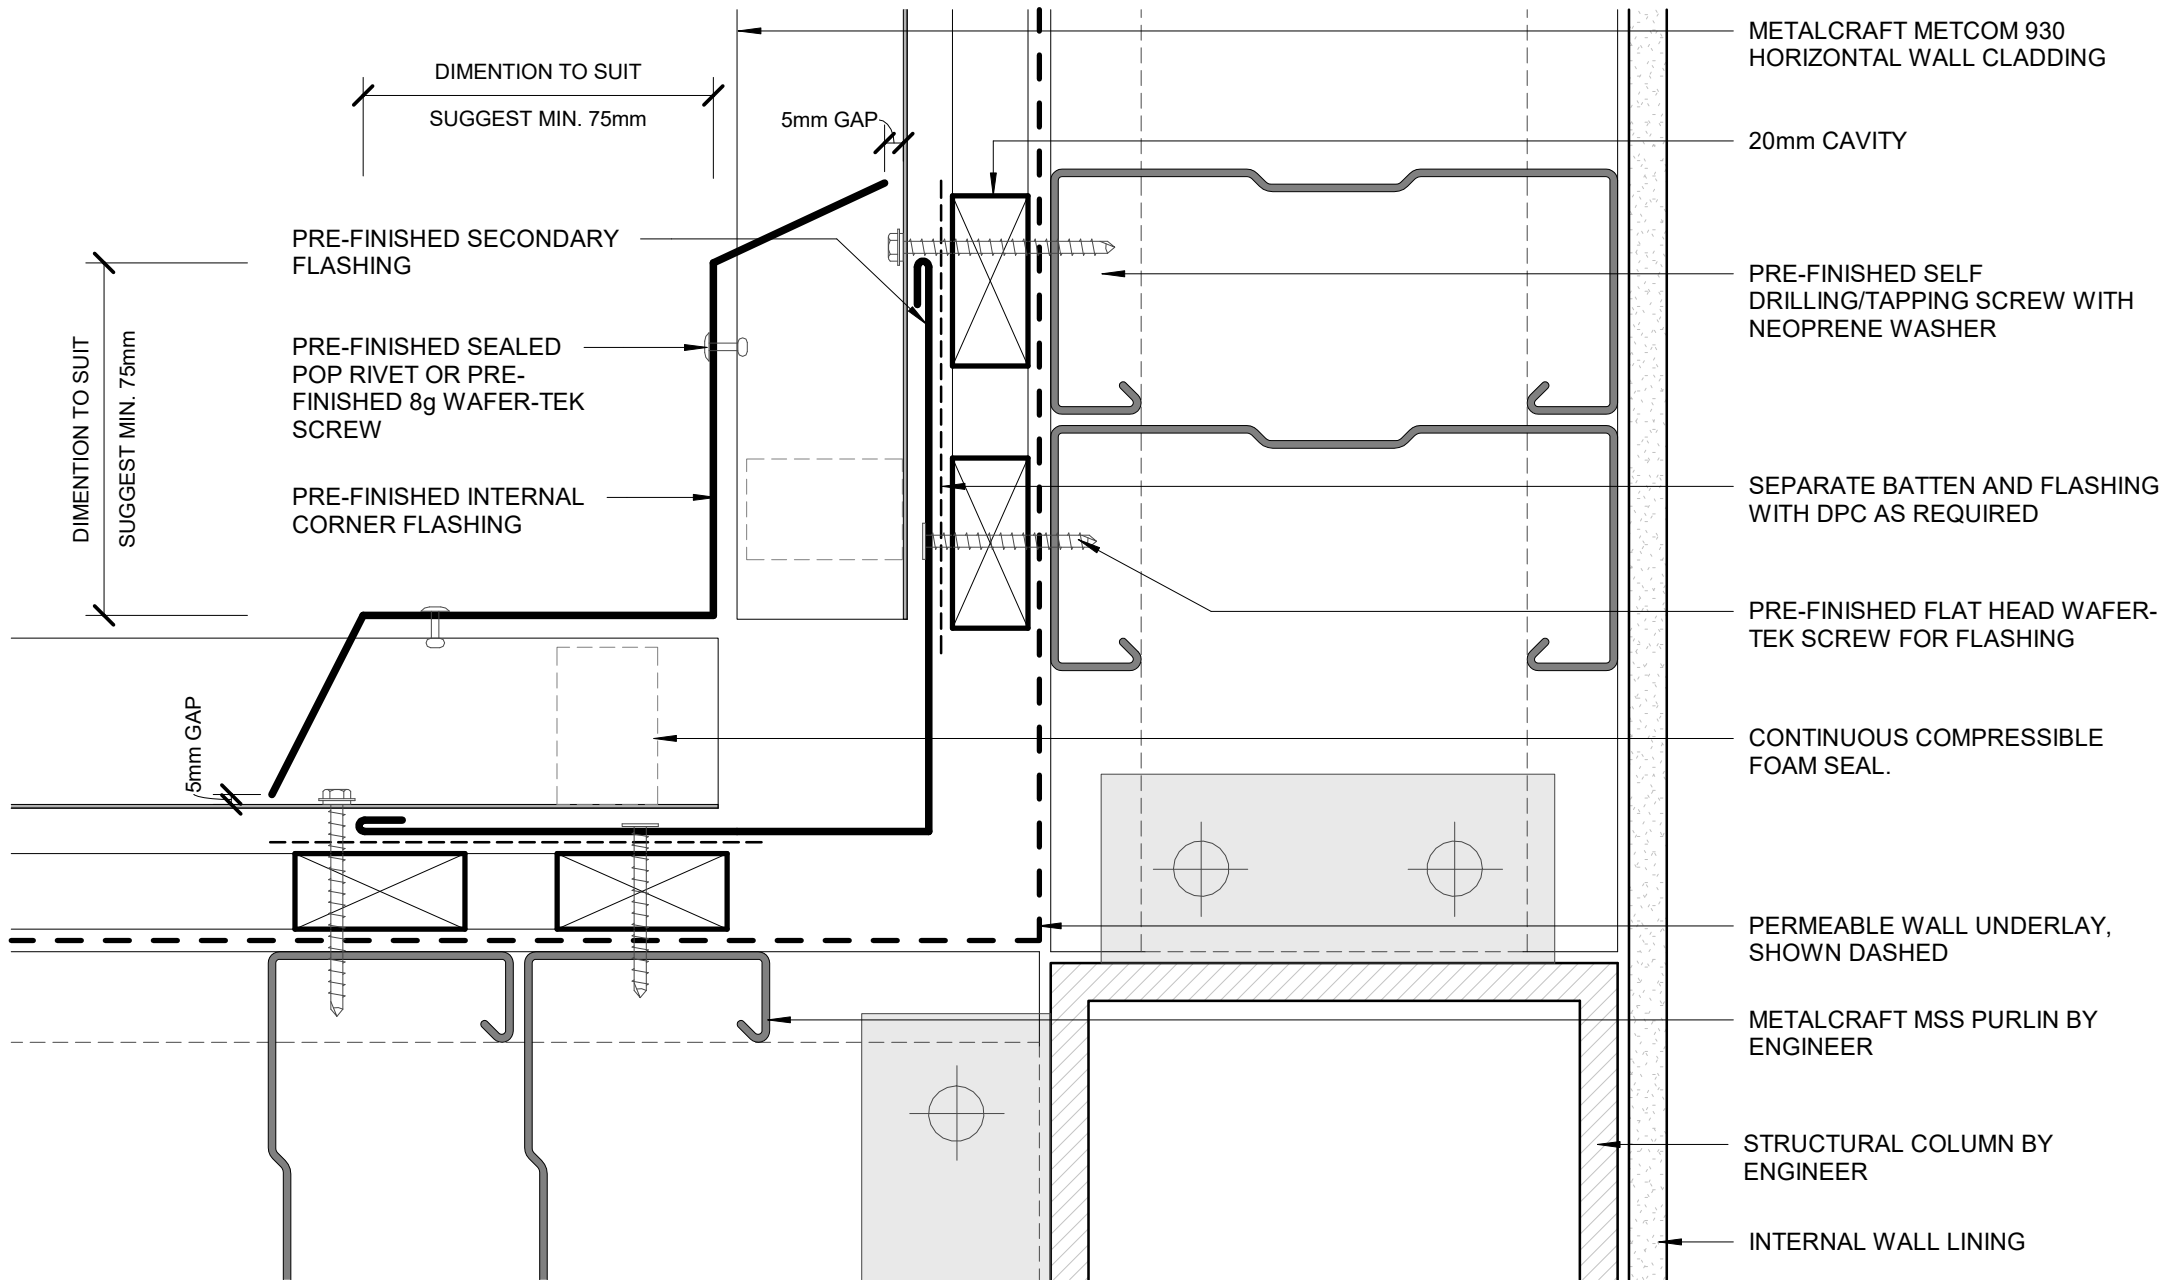 DIMENTION TO SUIT
SUGGEST MIN. 75mm
5mm GAP
PRE-FINISHED SECONDARY
FLASHING
PRE-FINISHED SEALED
POP RIVET OR PRE-
FINISHED 8g WAFER-TEK
SCREW
PRE-FINISHED INTERNAL
CORNER FLASHING
DIMENTION TO SUIT
SUGGEST MIN. 75mm
5mm GAP
METALCRAFT METCOM 930
HORIZONTAL WALL CLADDING
20mm CAVITY
PRE-FINISHED SELF
DRILLING/TAPPING SCREW WITH
NEOPRENE WASHER
SEPARATE BATTEN AND FLASHING
WITH DPC AS REQUIRED
PRE-FINISHED FLAT HEAD WAFER-
TEK SCREW FOR FLASHING
CONTINUOUS COMPRESSIBLE
FOAM SEAL.
PERMEABLE WALL UNDERLAY,
SHOWN DASHED
METALCRAFT MSS PURLIN BY
ENGINEER
STRUCTURAL COLUMN BY
ENGINEER
INTERNAL WALL LINING